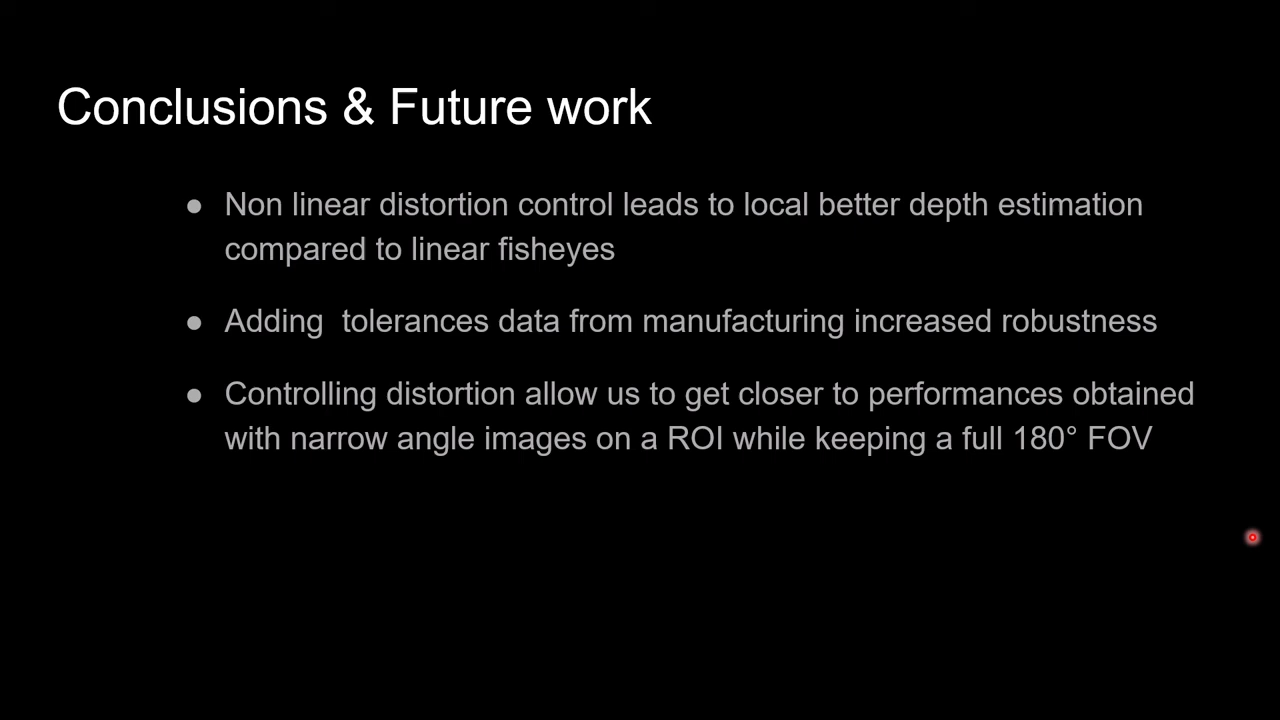 Conclusions & Future work
● Non linear distortion control leads to local better depth estimation
compared to linear fisheyes
● Adding  tolerances data from manufacturing increased robustness
● Controlling distortion allow us to get closer to performances obtained
with narrow angle images on a ROI while keeping a full 180° FOV